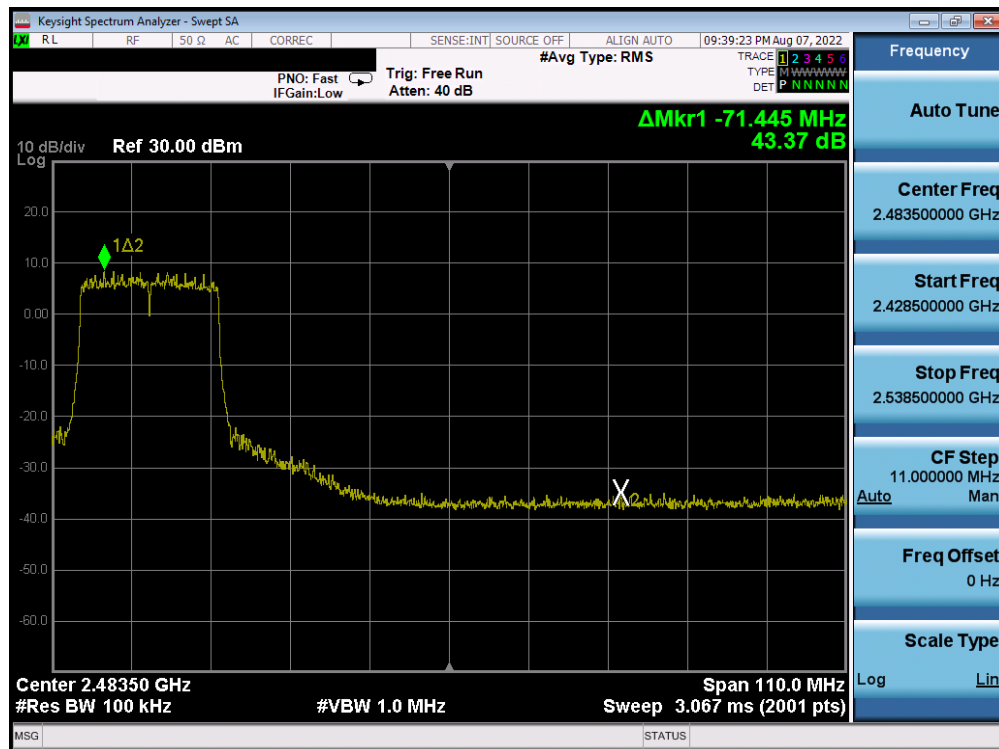 Keysight Spectrum Analyzer - Swept SA
LXI RL RF 50 Ω AC CORREC SENSE:INT SOURCE OFF ALIGN AUTO 09:39:23 PM Aug 07, 2022
#Avg Type: RMS
TRACE 1 2 3 4 5 6
TYPE M WWWWW
DET P N N N N N
PNO: Fast
IFGain:Low
Trig: Free Run
Atten: 40 dB
ΔMkr1 -71.445 MHz
43.37 dB
10 dB/div
Log
Ref 30.00 dBm
20.0
1Δ2
10.0
0.00
-10.0
-20.0
-30.0
X2
-40.0
-50.0
-60.0
Center 2.48350 GHz
#Res BW 100 kHz
#VBW 1.0 MHz
Span 110.0 MHz
Sweep 3.067 ms (2001 pts)
MSG
STATUS
Frequency
Auto Tune
Center Freq
2.483500000 GHz
Start Freq
2.428500000 GHz
Stop Freq
2.538500000 GHz
CF Step
11.000000 MHz
Auto Man
Freq Offset
0 Hz
Scale Type
Log Lin